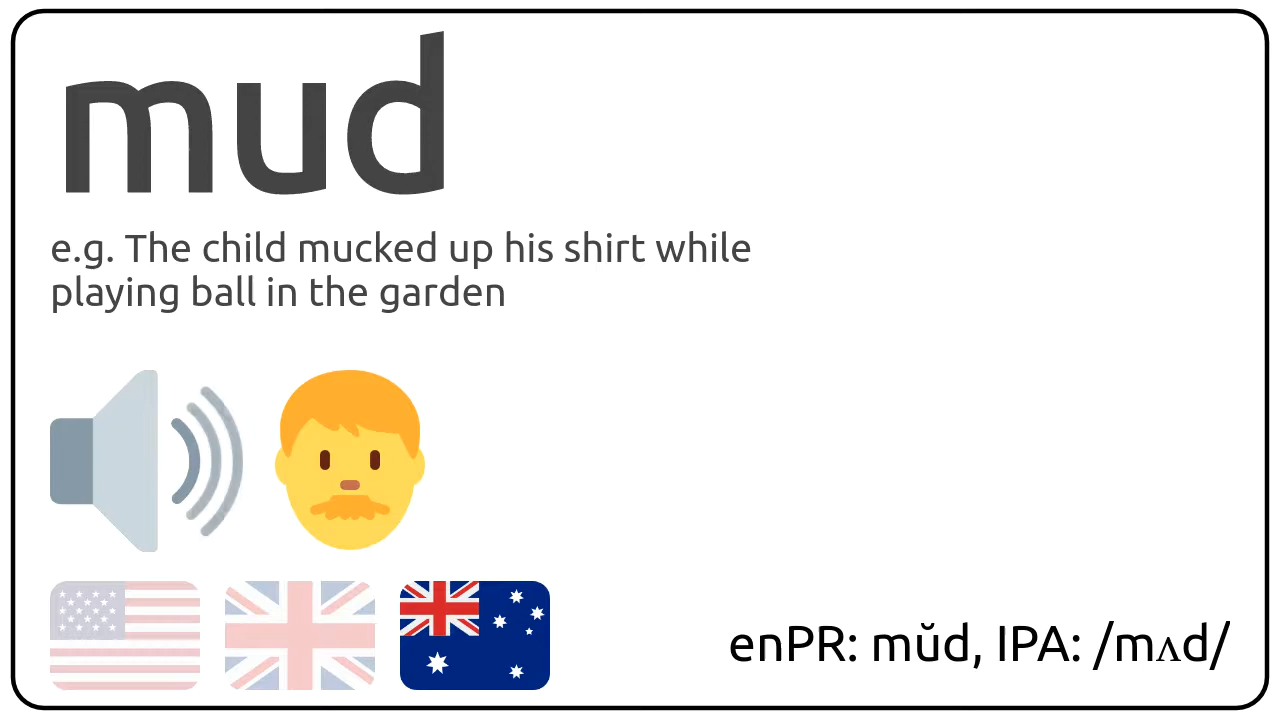 mud
e.g. The child mucked up his shirt while
playing ball in the garden
enPR: mŭd, IPA: /mʌd/